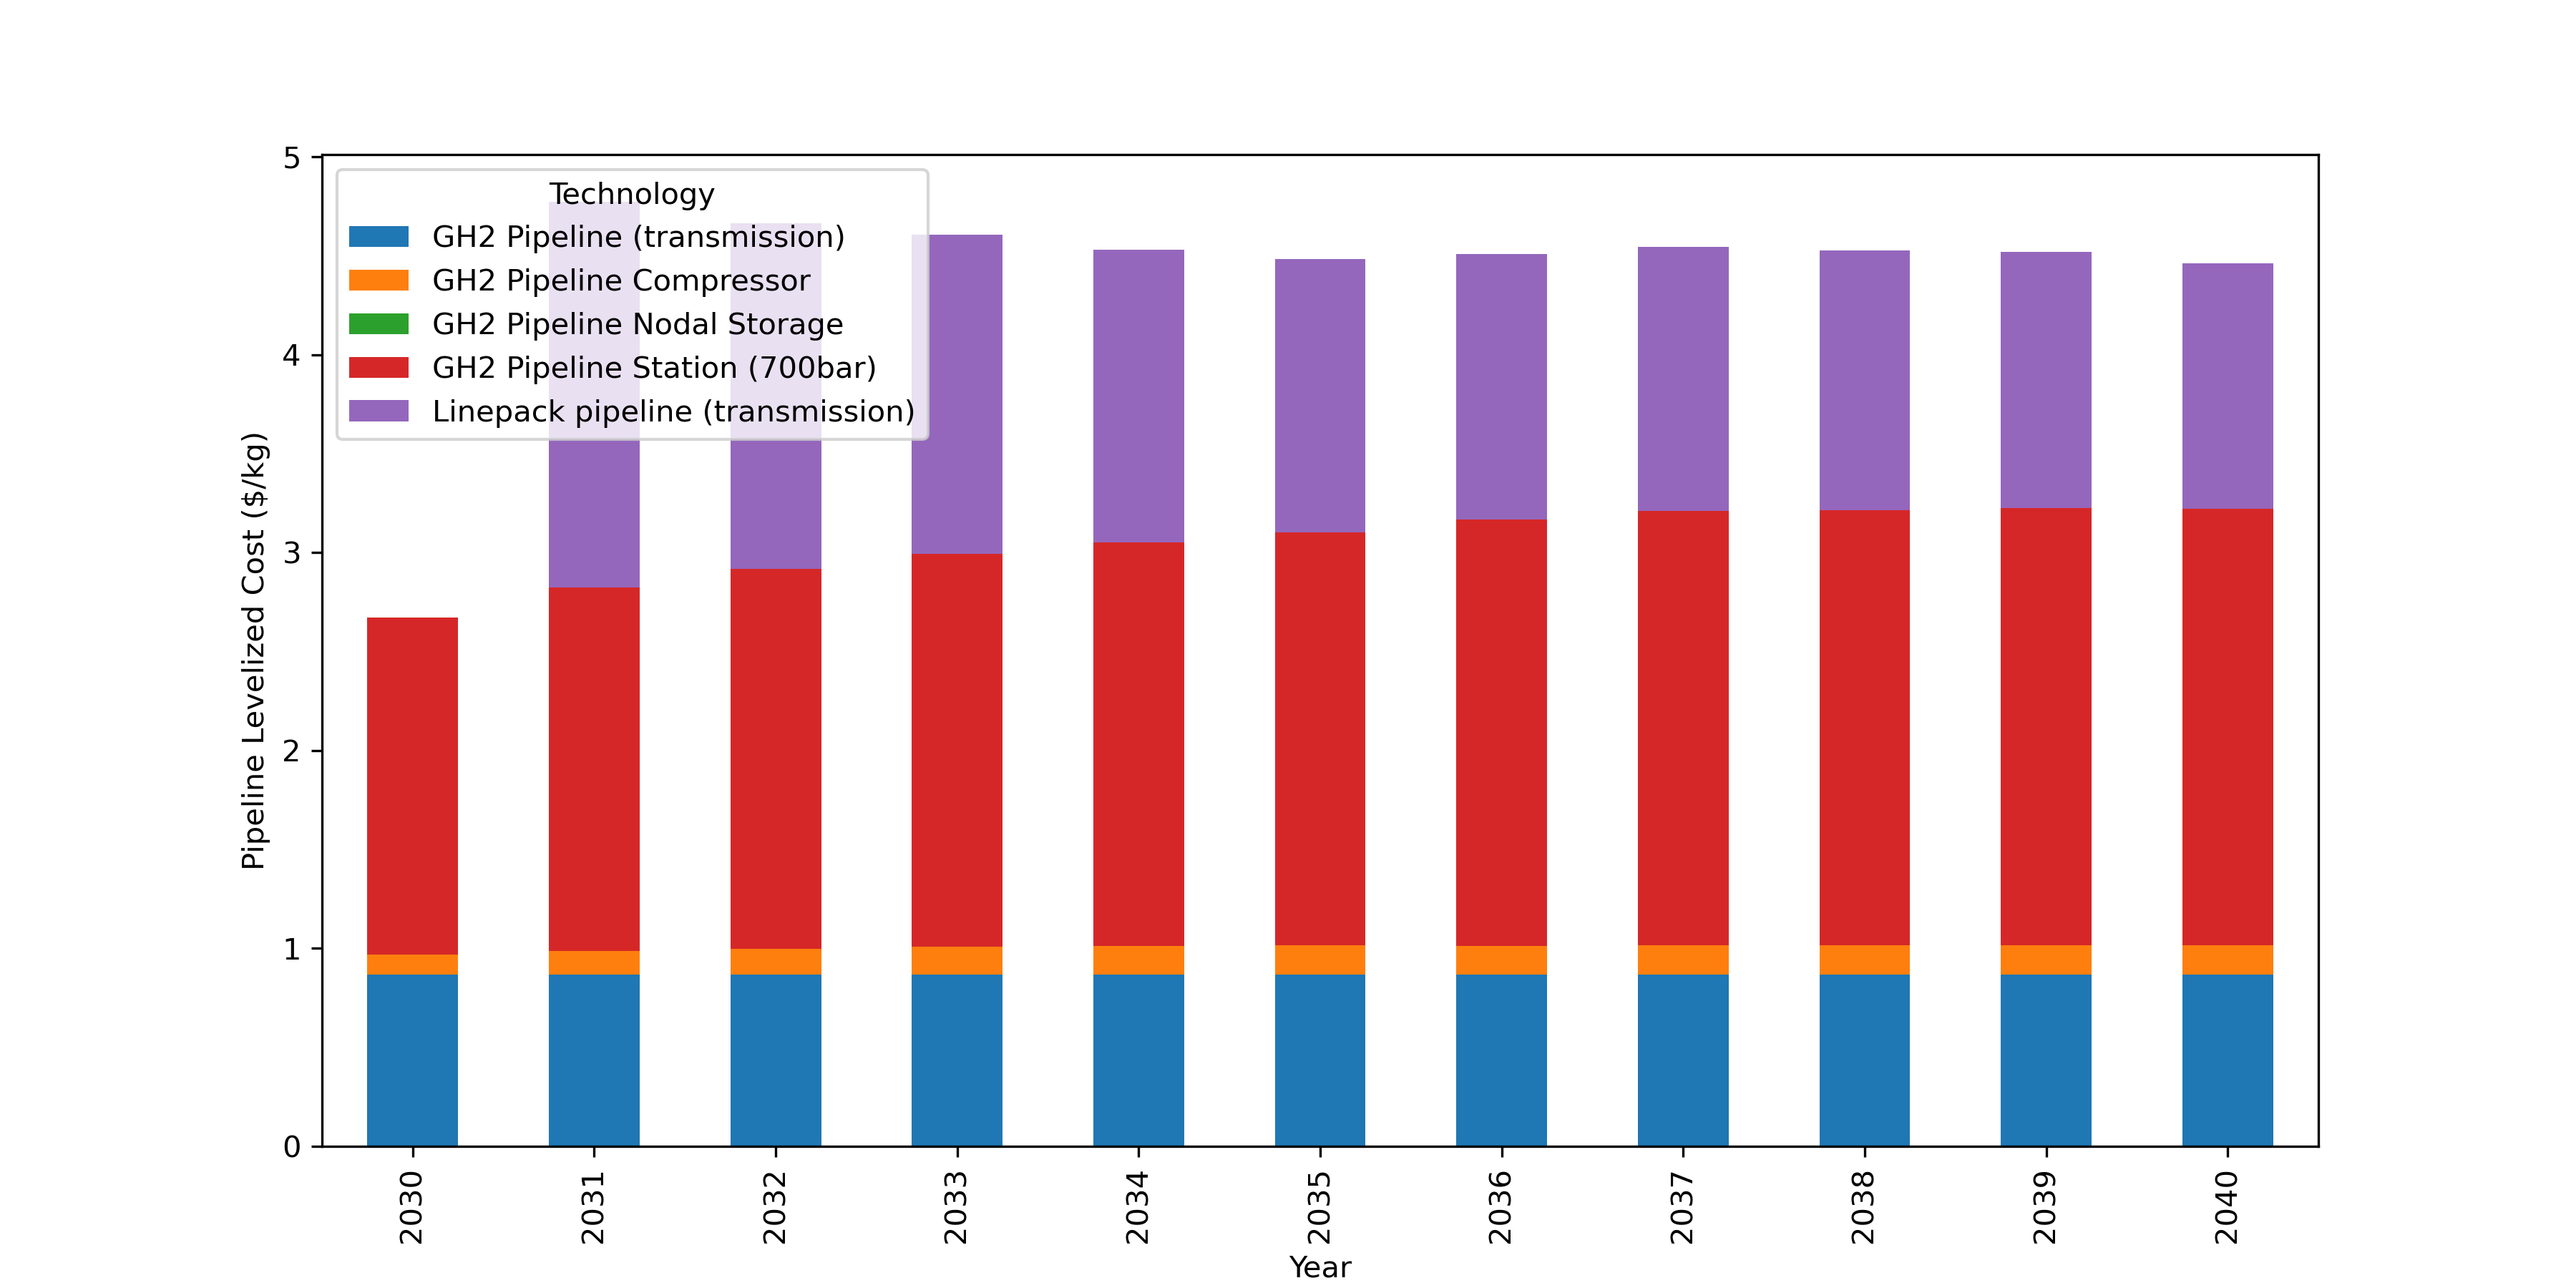 5
4
3
2
1
0
Pipeline Levelized Cost ($/kg)
Technology
GH2 Pipeline (transmission)
GH2 Pipeline Compressor
GH2 Pipeline Nodal Storage
GH2 Pipeline Station (700bar)
Linepack pipeline (transmission)
2030
2031
2032
2033
2034
2035
2036
2037
2038
2039
2040
Year